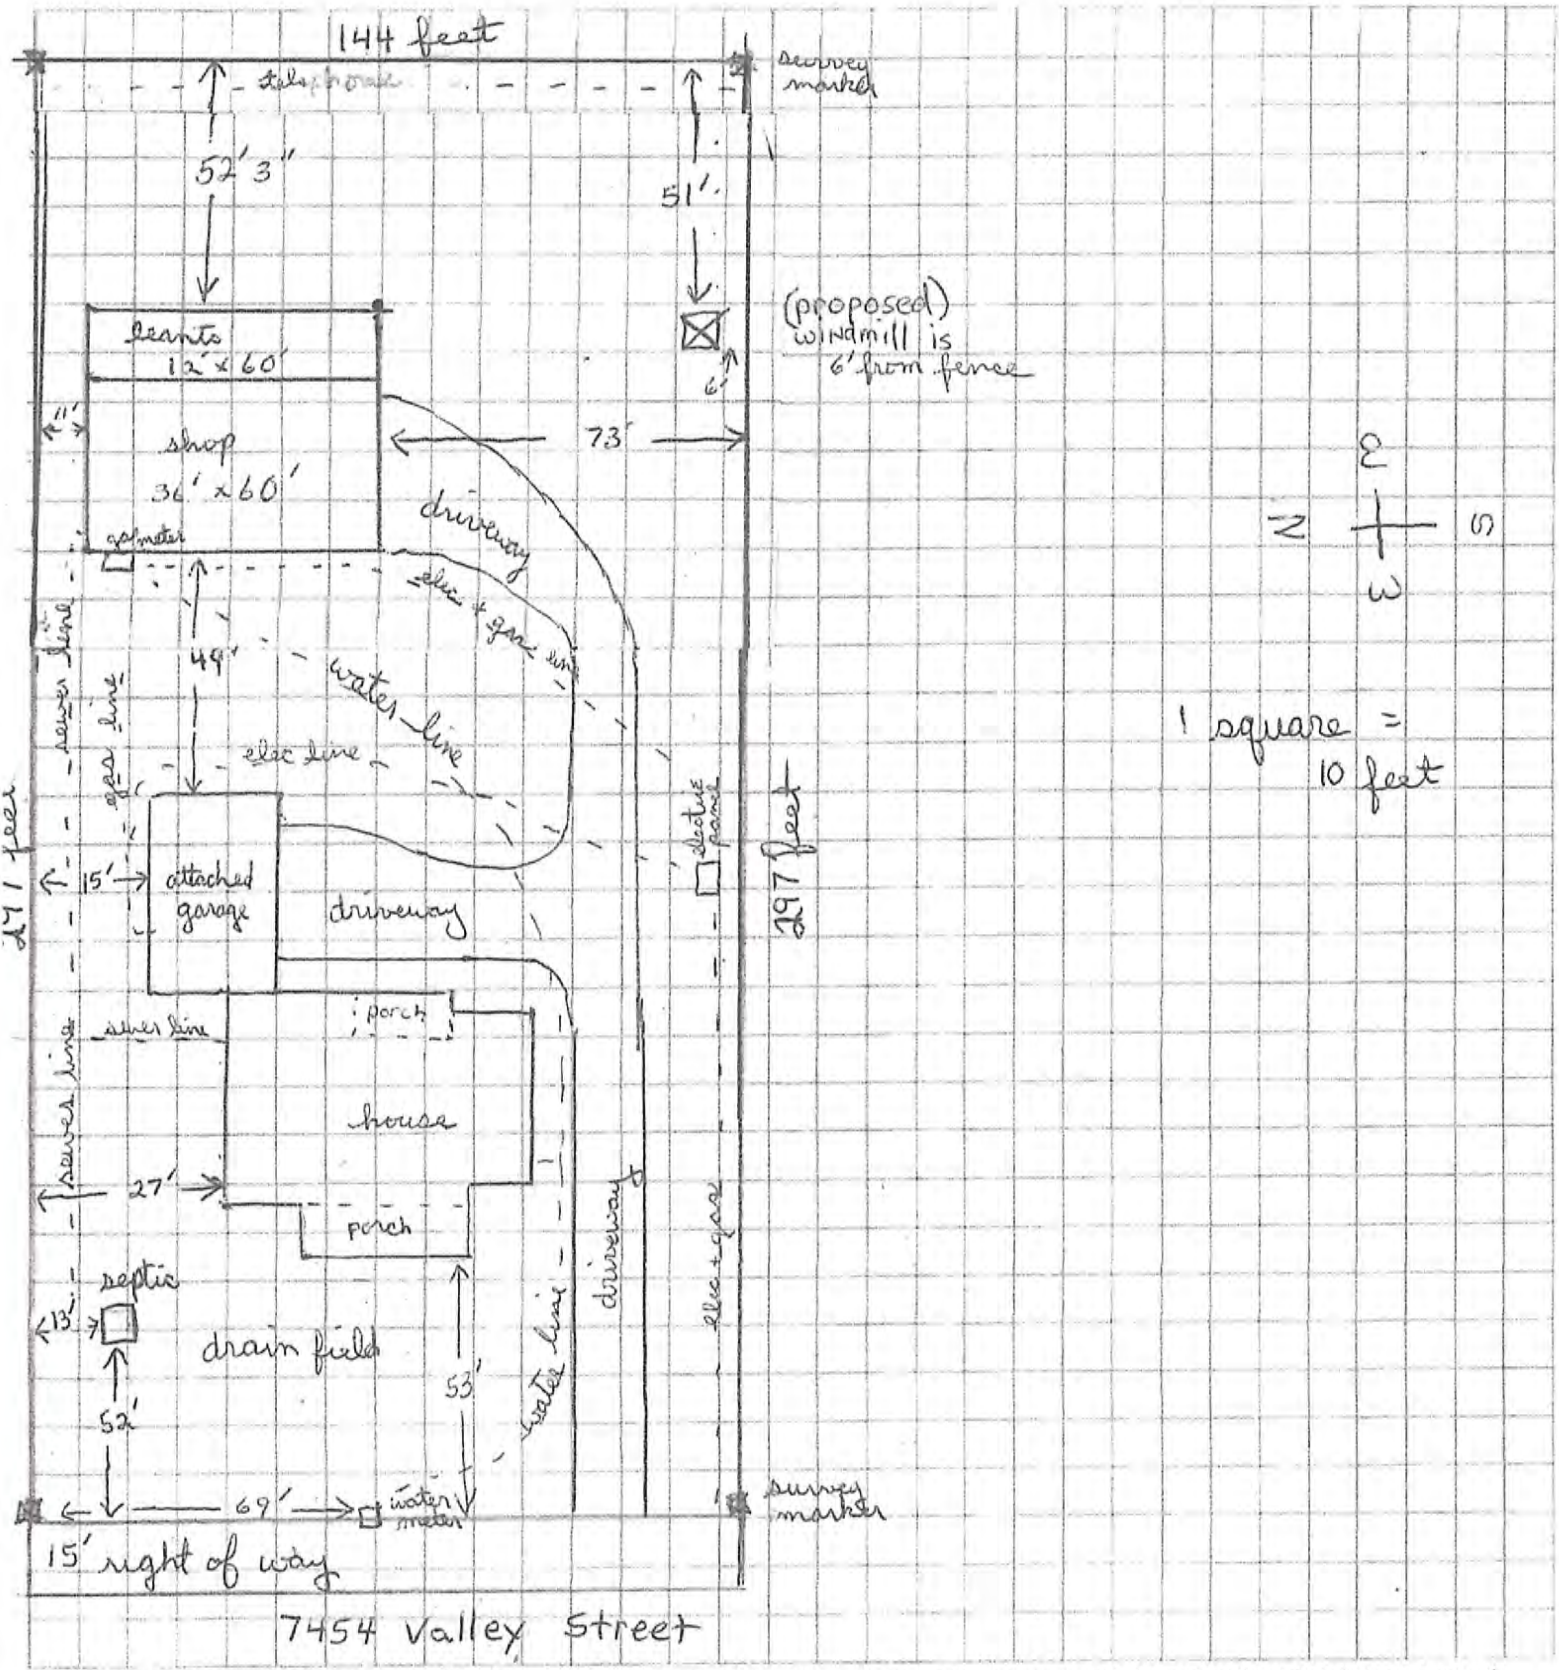 144 feet
telephone
survey
marker
52' 3"
51'
(proposed)
windmill is
6' from fence
6'
leanto
12' x 60'
11'
shop
36' x 60'
73'
E
N
S
W
gas meter
driveway
elec + gas line
sewer line
49'
gas line
water line
elec line
1 square =
10 feet
electric
panel
297 feet
15'
attached
garage
driveway
porch
sewer line
sewer line
house
27'
porch
driveway
elec + gas
septic
13'
drain field
water line
53'
52'
69'
water
meter
survey
marker
15' right of way
7454 Valley Street